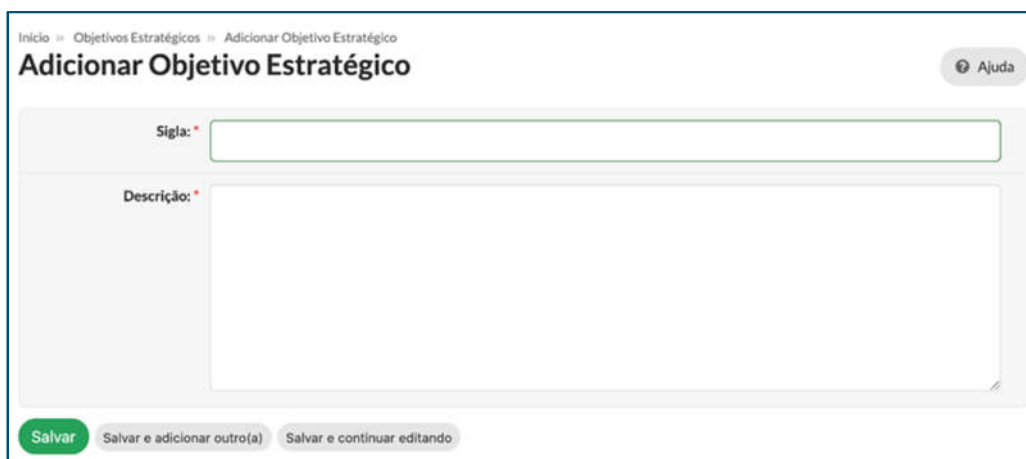 Início » Objetivos Estratégicos » Adicionar Objetivo Estratégico
Adicionar Objetivo Estratégico
Ajuda
Sigla: *
Descrição: *
Salvar Salvar e adicionar outro(a) Salvar e continuar editando